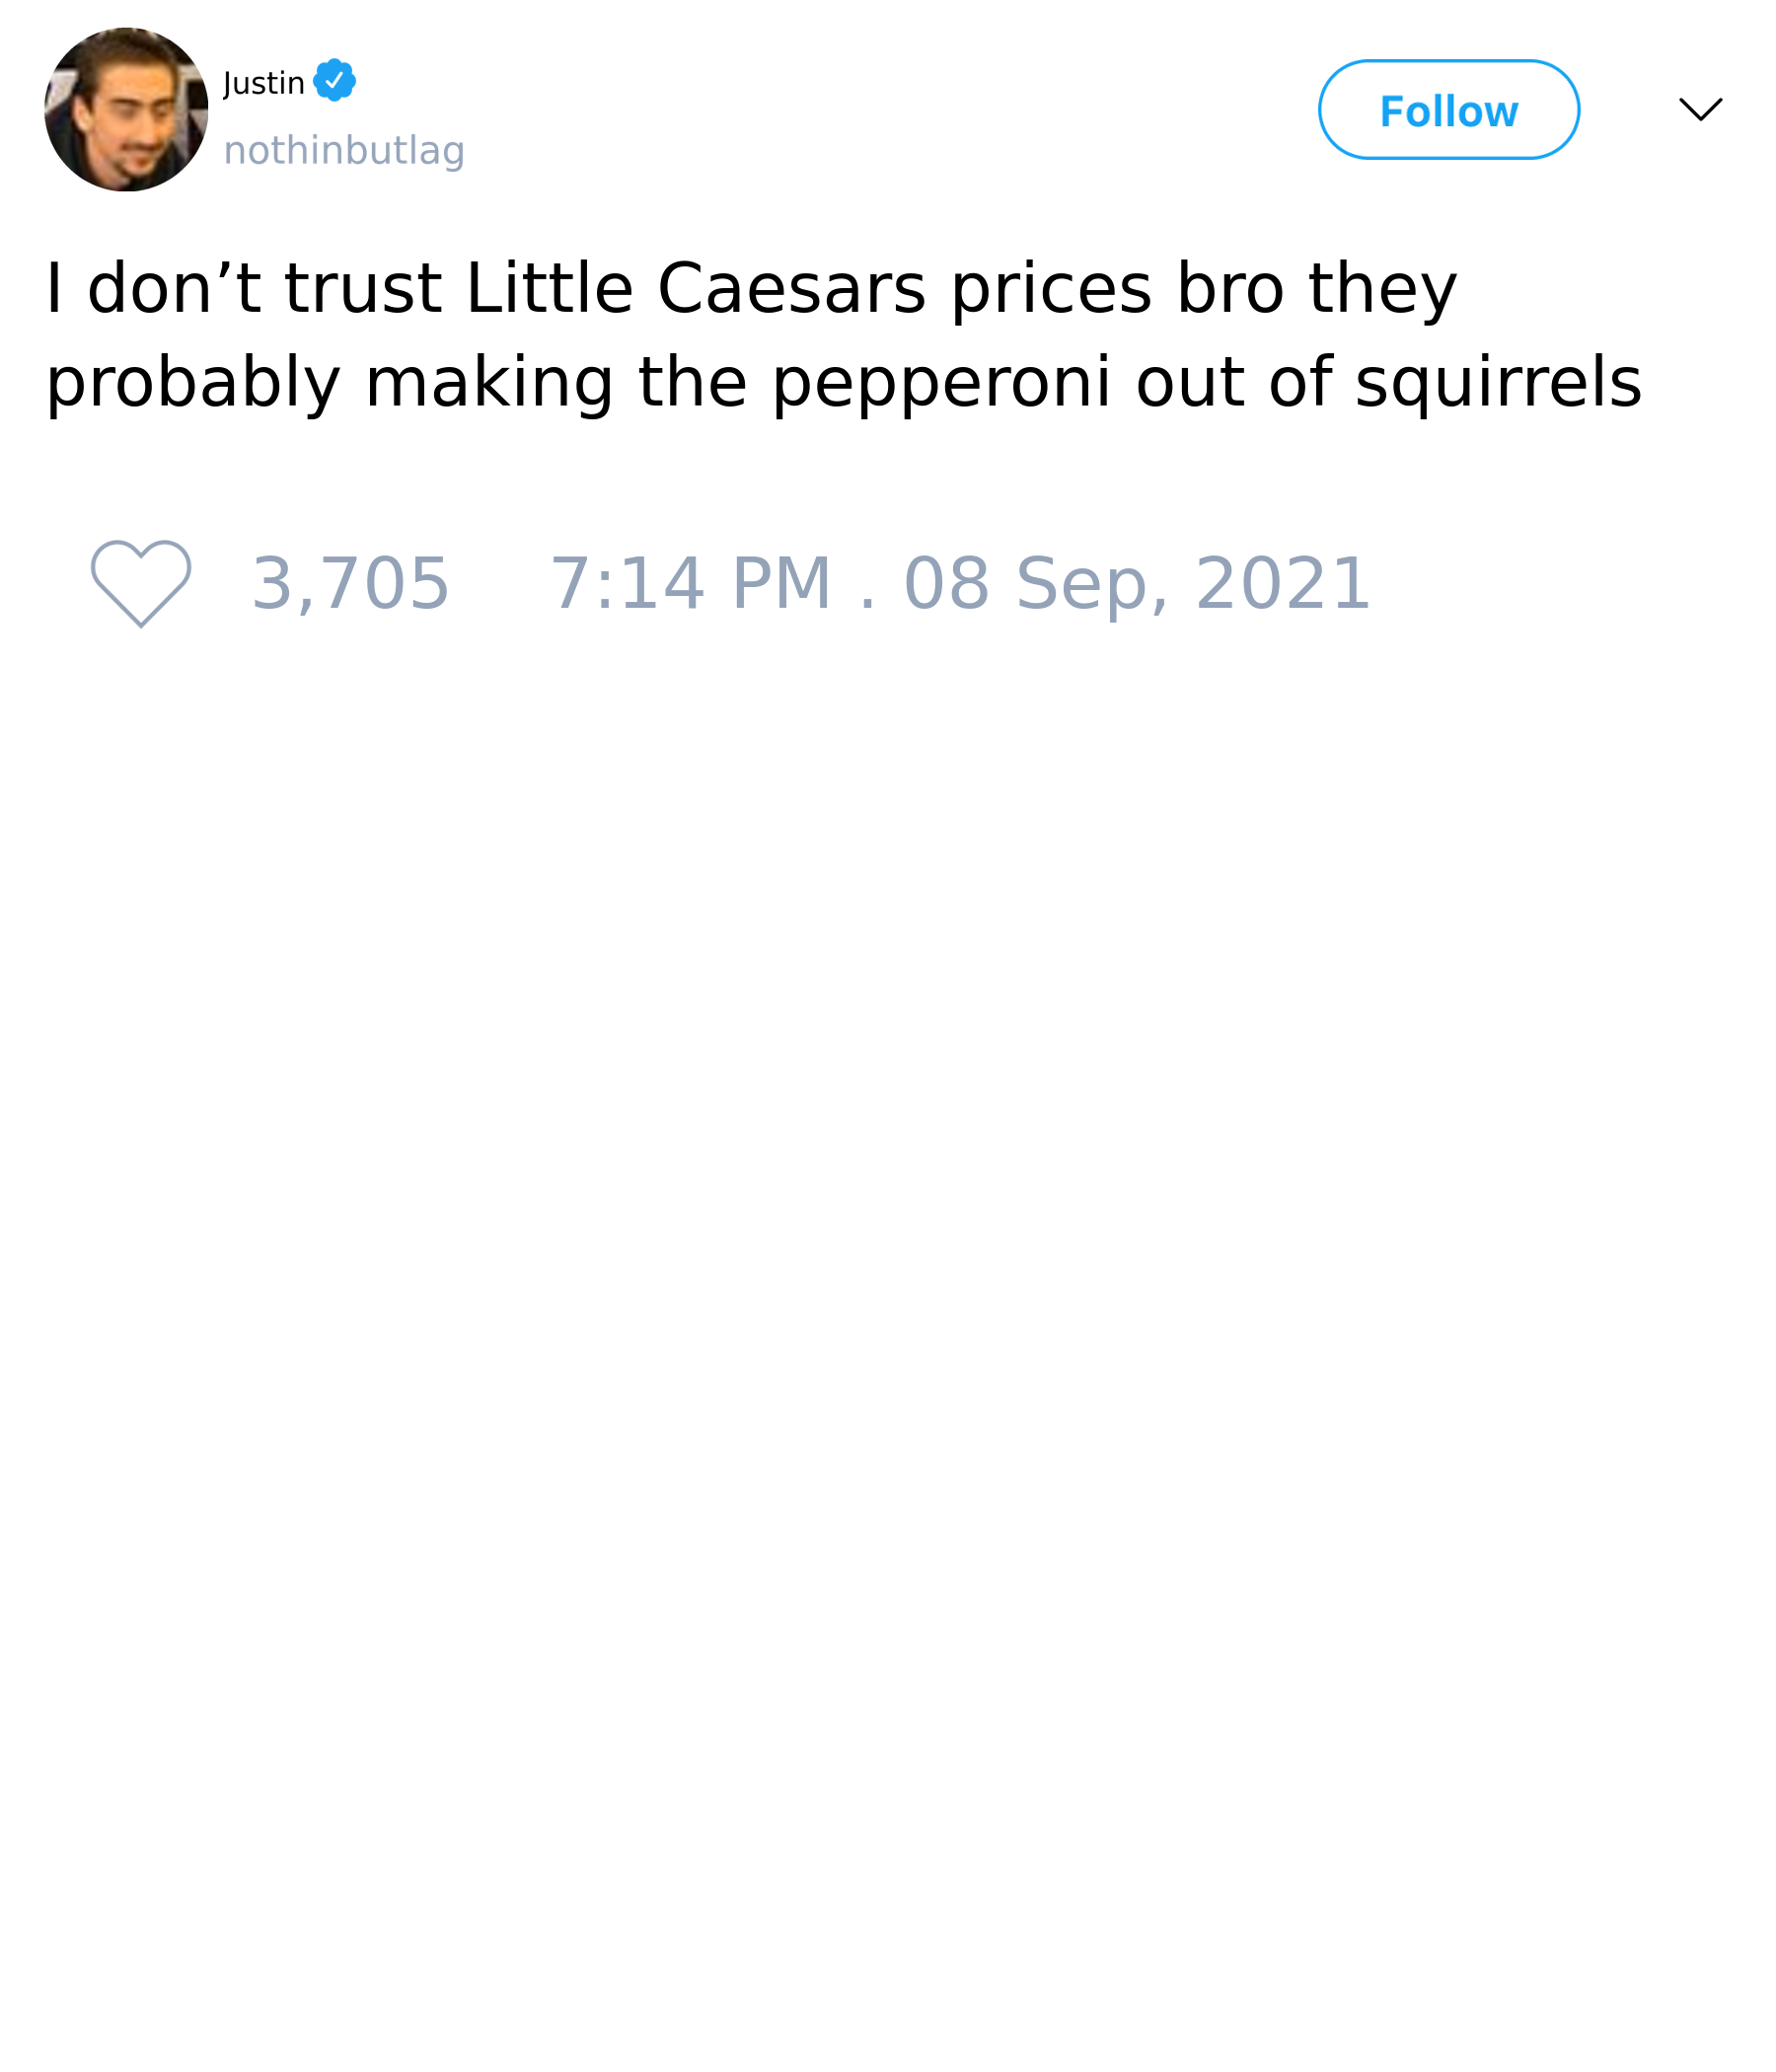 Justin
nothinbutlag
Follow
I don’t trust Little Caesars prices bro they
probably making the pepperoni out of squirrels
3,705 7:14 PM . 08 Sep, 2021